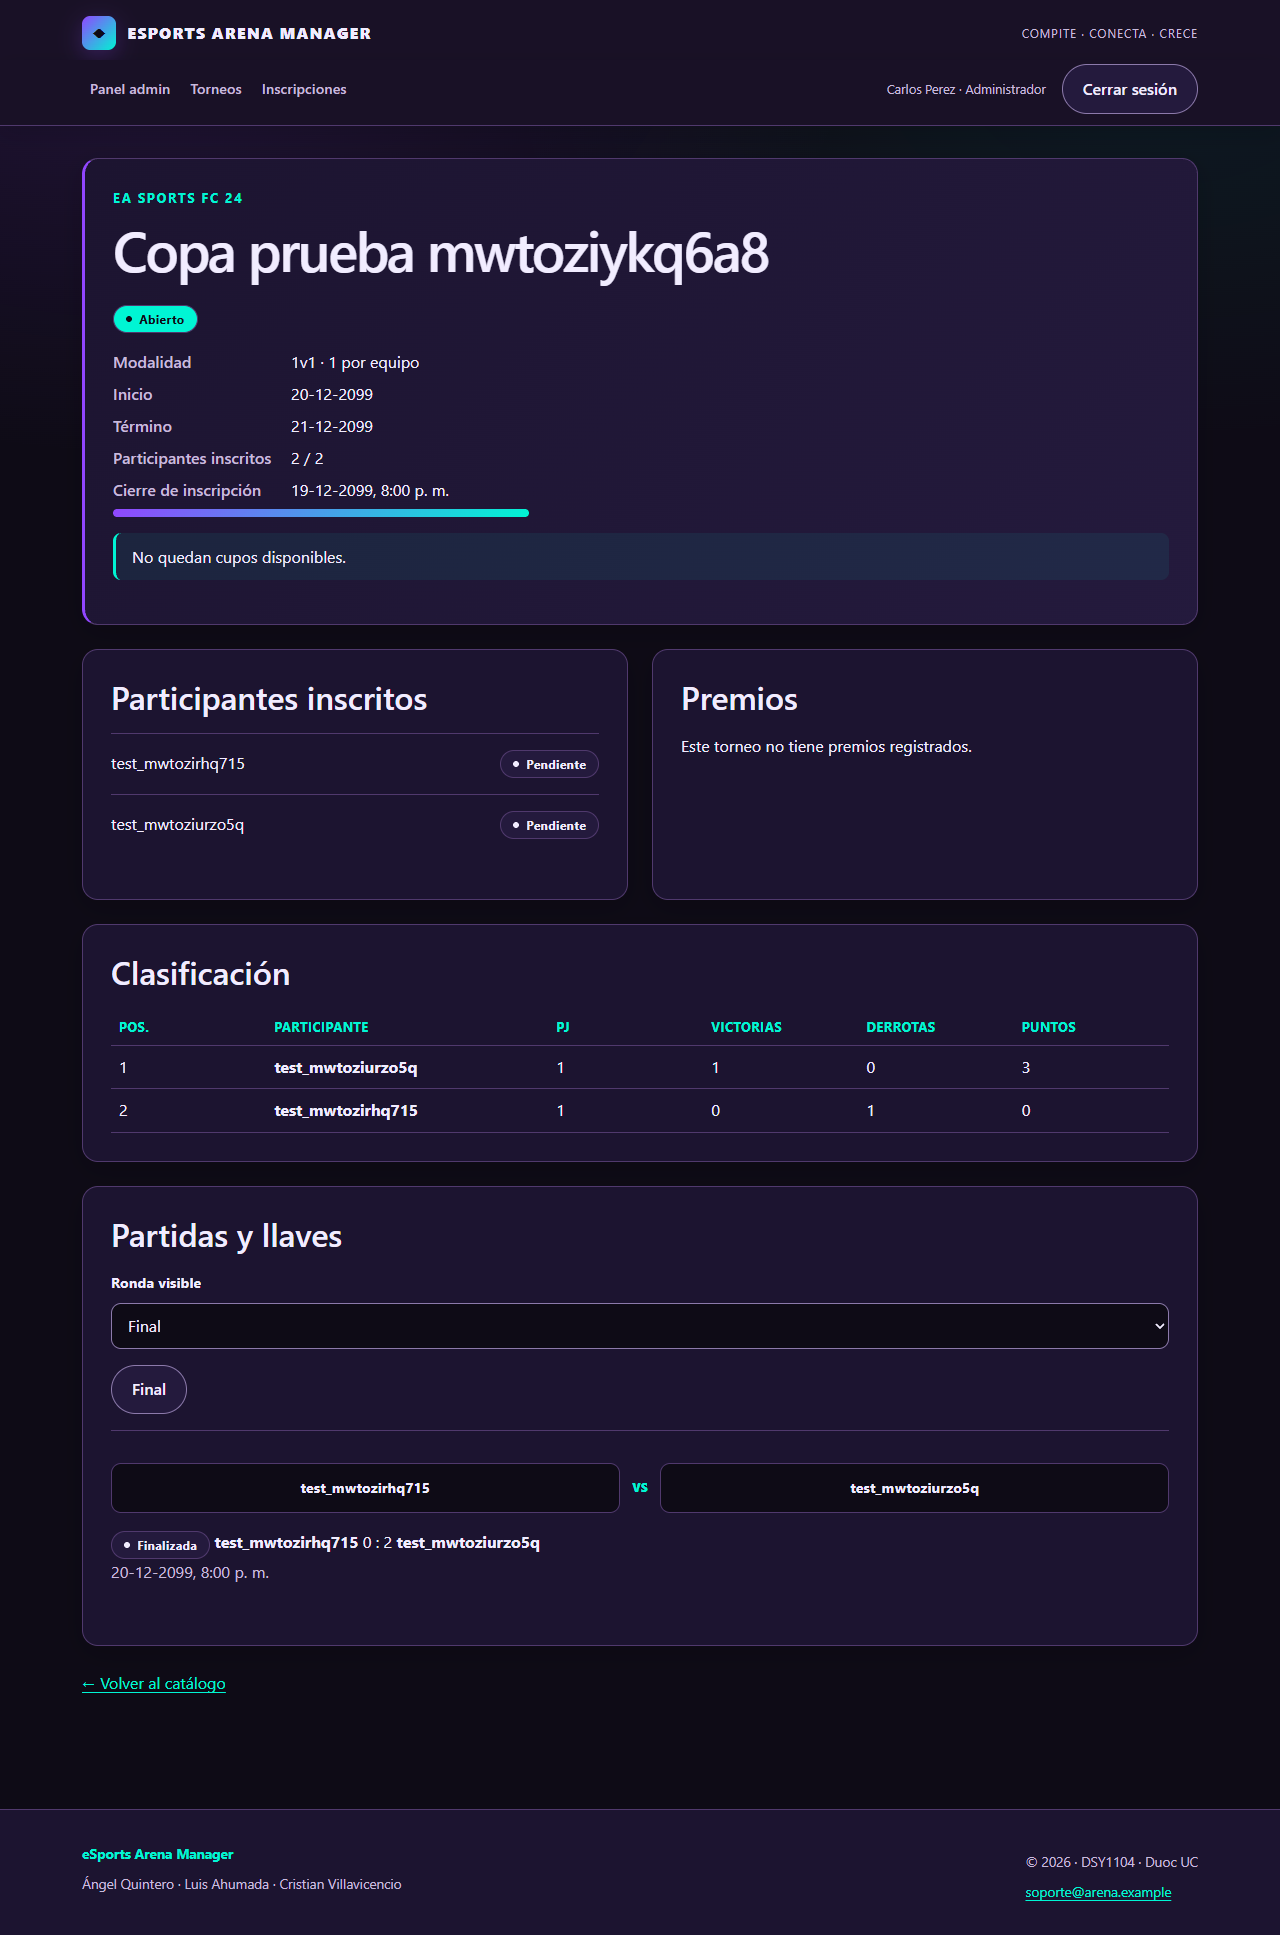 ESPORTS ARENA MANAGER
COMPITE · CONECTA · CRECE
Panel admin Torneos Inscripciones
Carlos Perez · Administrador Cerrar sesión
EA SPORTS FC 24
Copa prueba mwtoziykq6a8
Abierto
Modalidad 1v1 · 1 por equipo
Inicio 20-12-2099
Término 21-12-2099
Participantes inscritos 2 / 2
Cierre de inscripción 19-12-2099, 8:00 p. m.
No quedan cupos disponibles.
Participantes inscritos
test_mwtozirhq715 Pendiente
test_mwtoziurzo5q Pendiente
Premios
Este torneo no tiene premios registrados.
Clasificación
POS. PARTICIPANTE PJ VICTORIAS DERROTAS PUNTOS
1 test_mwtoziurzo5q 1 1 0 3
2 test_mwtozirhq715 1 0 1 0
Partidas y llaves
Ronda visible
Final
Final
test_mwtozirhq715 VS test_mwtoziurzo5q
Finalizada test_mwtozirhq715 0 : 2 test_mwtoziurzo5q
20-12-2099, 8:00 p. m.
← Volver al catálogo
eSports Arena Manager
Ángel Quintero · Luis Ahumada · Cristian Villavicencio
© 2026 · DSY1104 · Duoc UC
soporte@arena.example